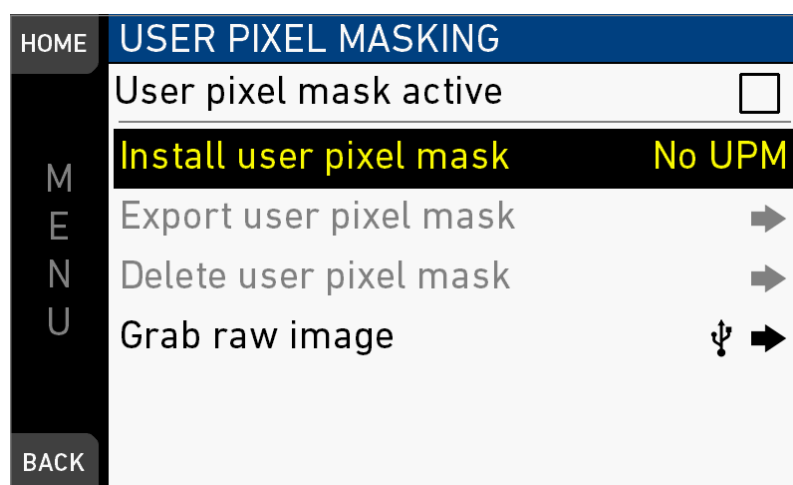 HOME
USER PIXEL MASKING
User pixel mask active
Install user pixel mask No UPM
Export user pixel mask
Delete user pixel mask
Grab raw image
MENU
BACK